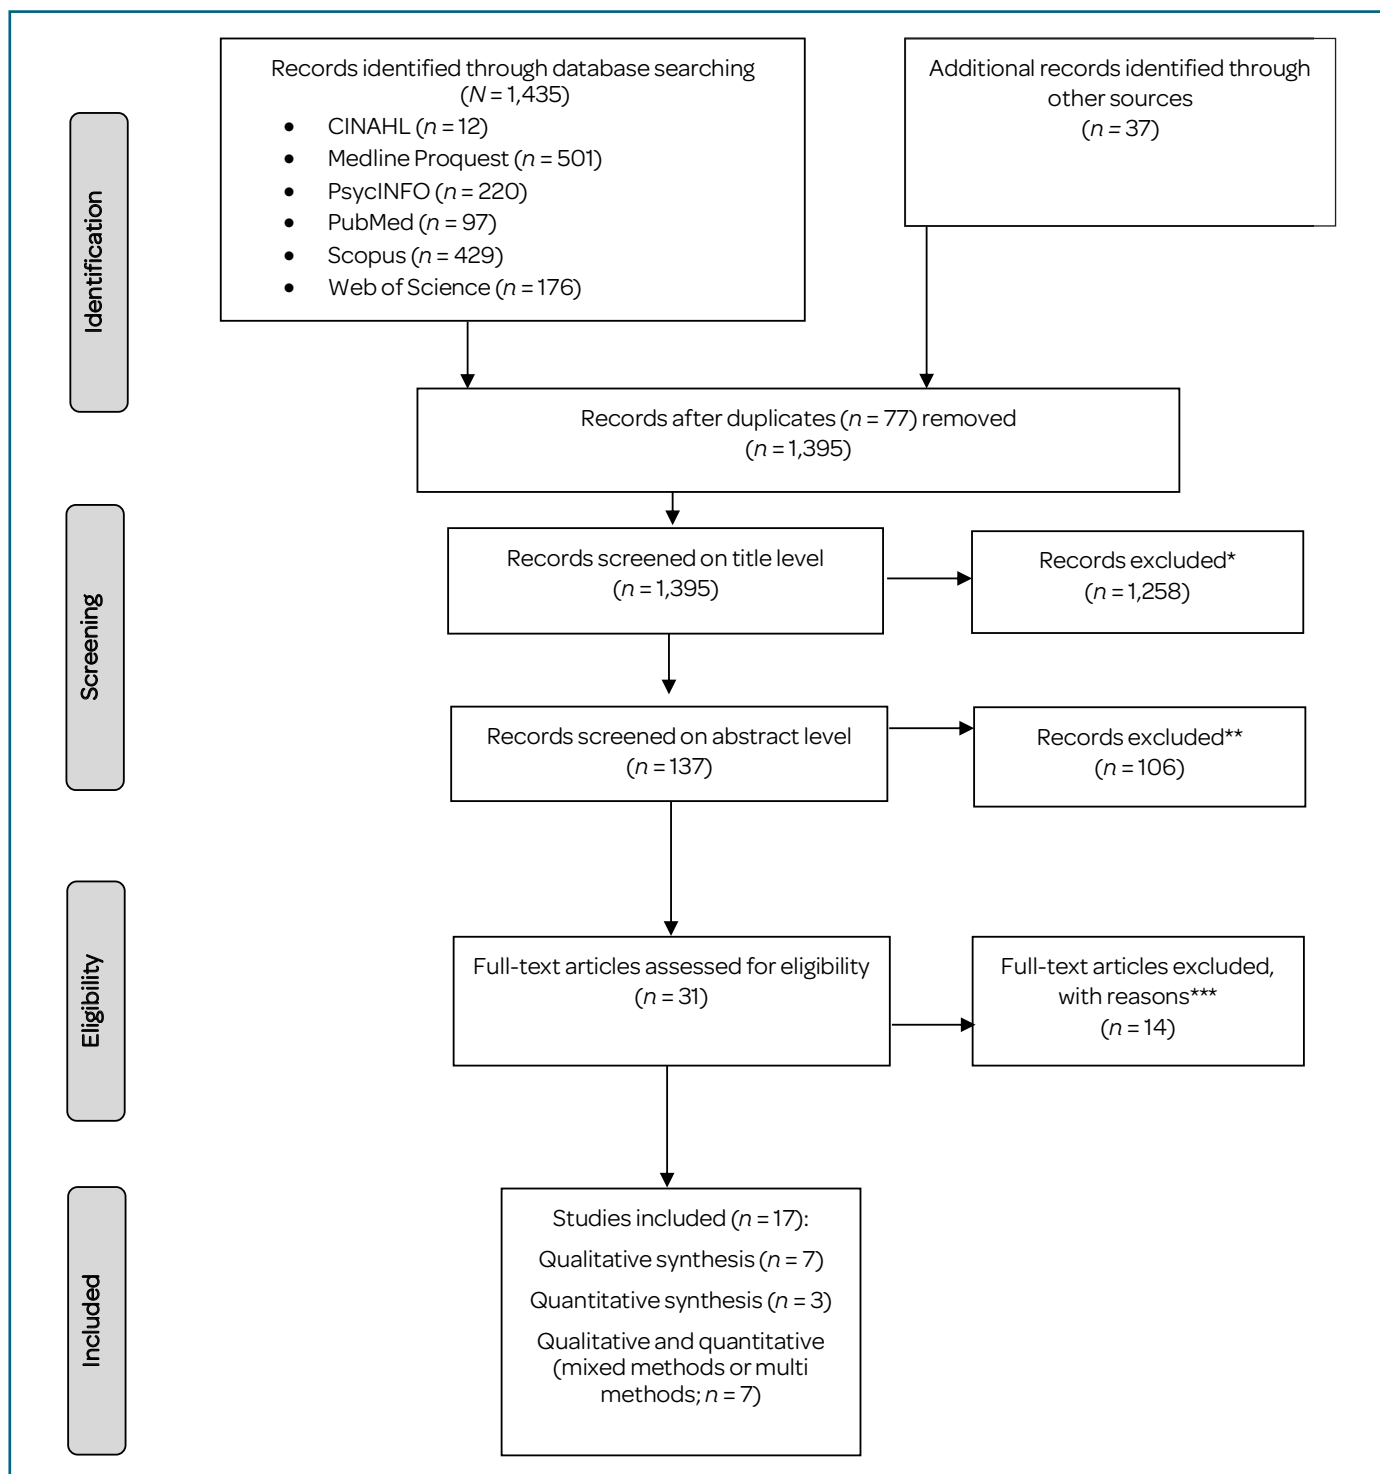 Identification
Records identified through database searching
(N = 1,435)
• CINAHL (n = 12)
• Medline Proquest (n = 501)
• PsycINFO (n = 220)
• PubMed (n = 97)
• Scopus (n = 429)
• Web of Science (n = 176)
Additional records identified through
other sources
(n = 37)
Records after duplicates (n = 77) removed
(n = 1,395)
Screening
Records screened on title level
(n = 1,395)
Records excluded*
(n = 1,258)
Records screened on abstract level
(n = 137)
Records excluded**
(n = 106)
Eligibility
Full-text articles assessed for eligibility
(n = 31)
Full-text articles excluded,
with reasons***
(n = 14)
Included
Studies included (n = 17):
Qualitative synthesis (n = 7)
Quantitative synthesis (n = 3)
Qualitative and quantitative
(mixed methods or multi
methods; n = 7)